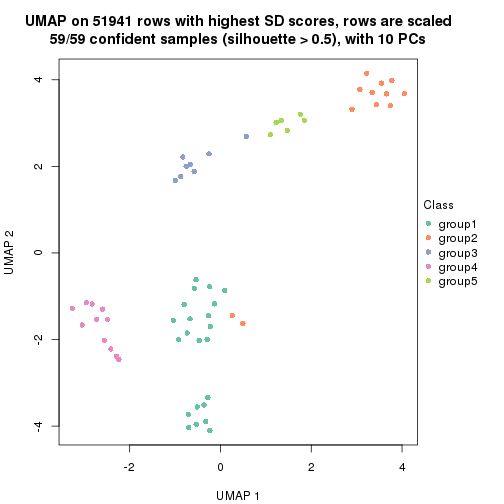 UMAP on 51941 rows with highest SD scores, rows are scaled
59/59 confident samples (silhouette > 0.5), with 10 PCs
4
2
0
-2
-4
UMAP 2
-2
0
2
4
UMAP 1
Class
group1
group2
group3
group4
group5